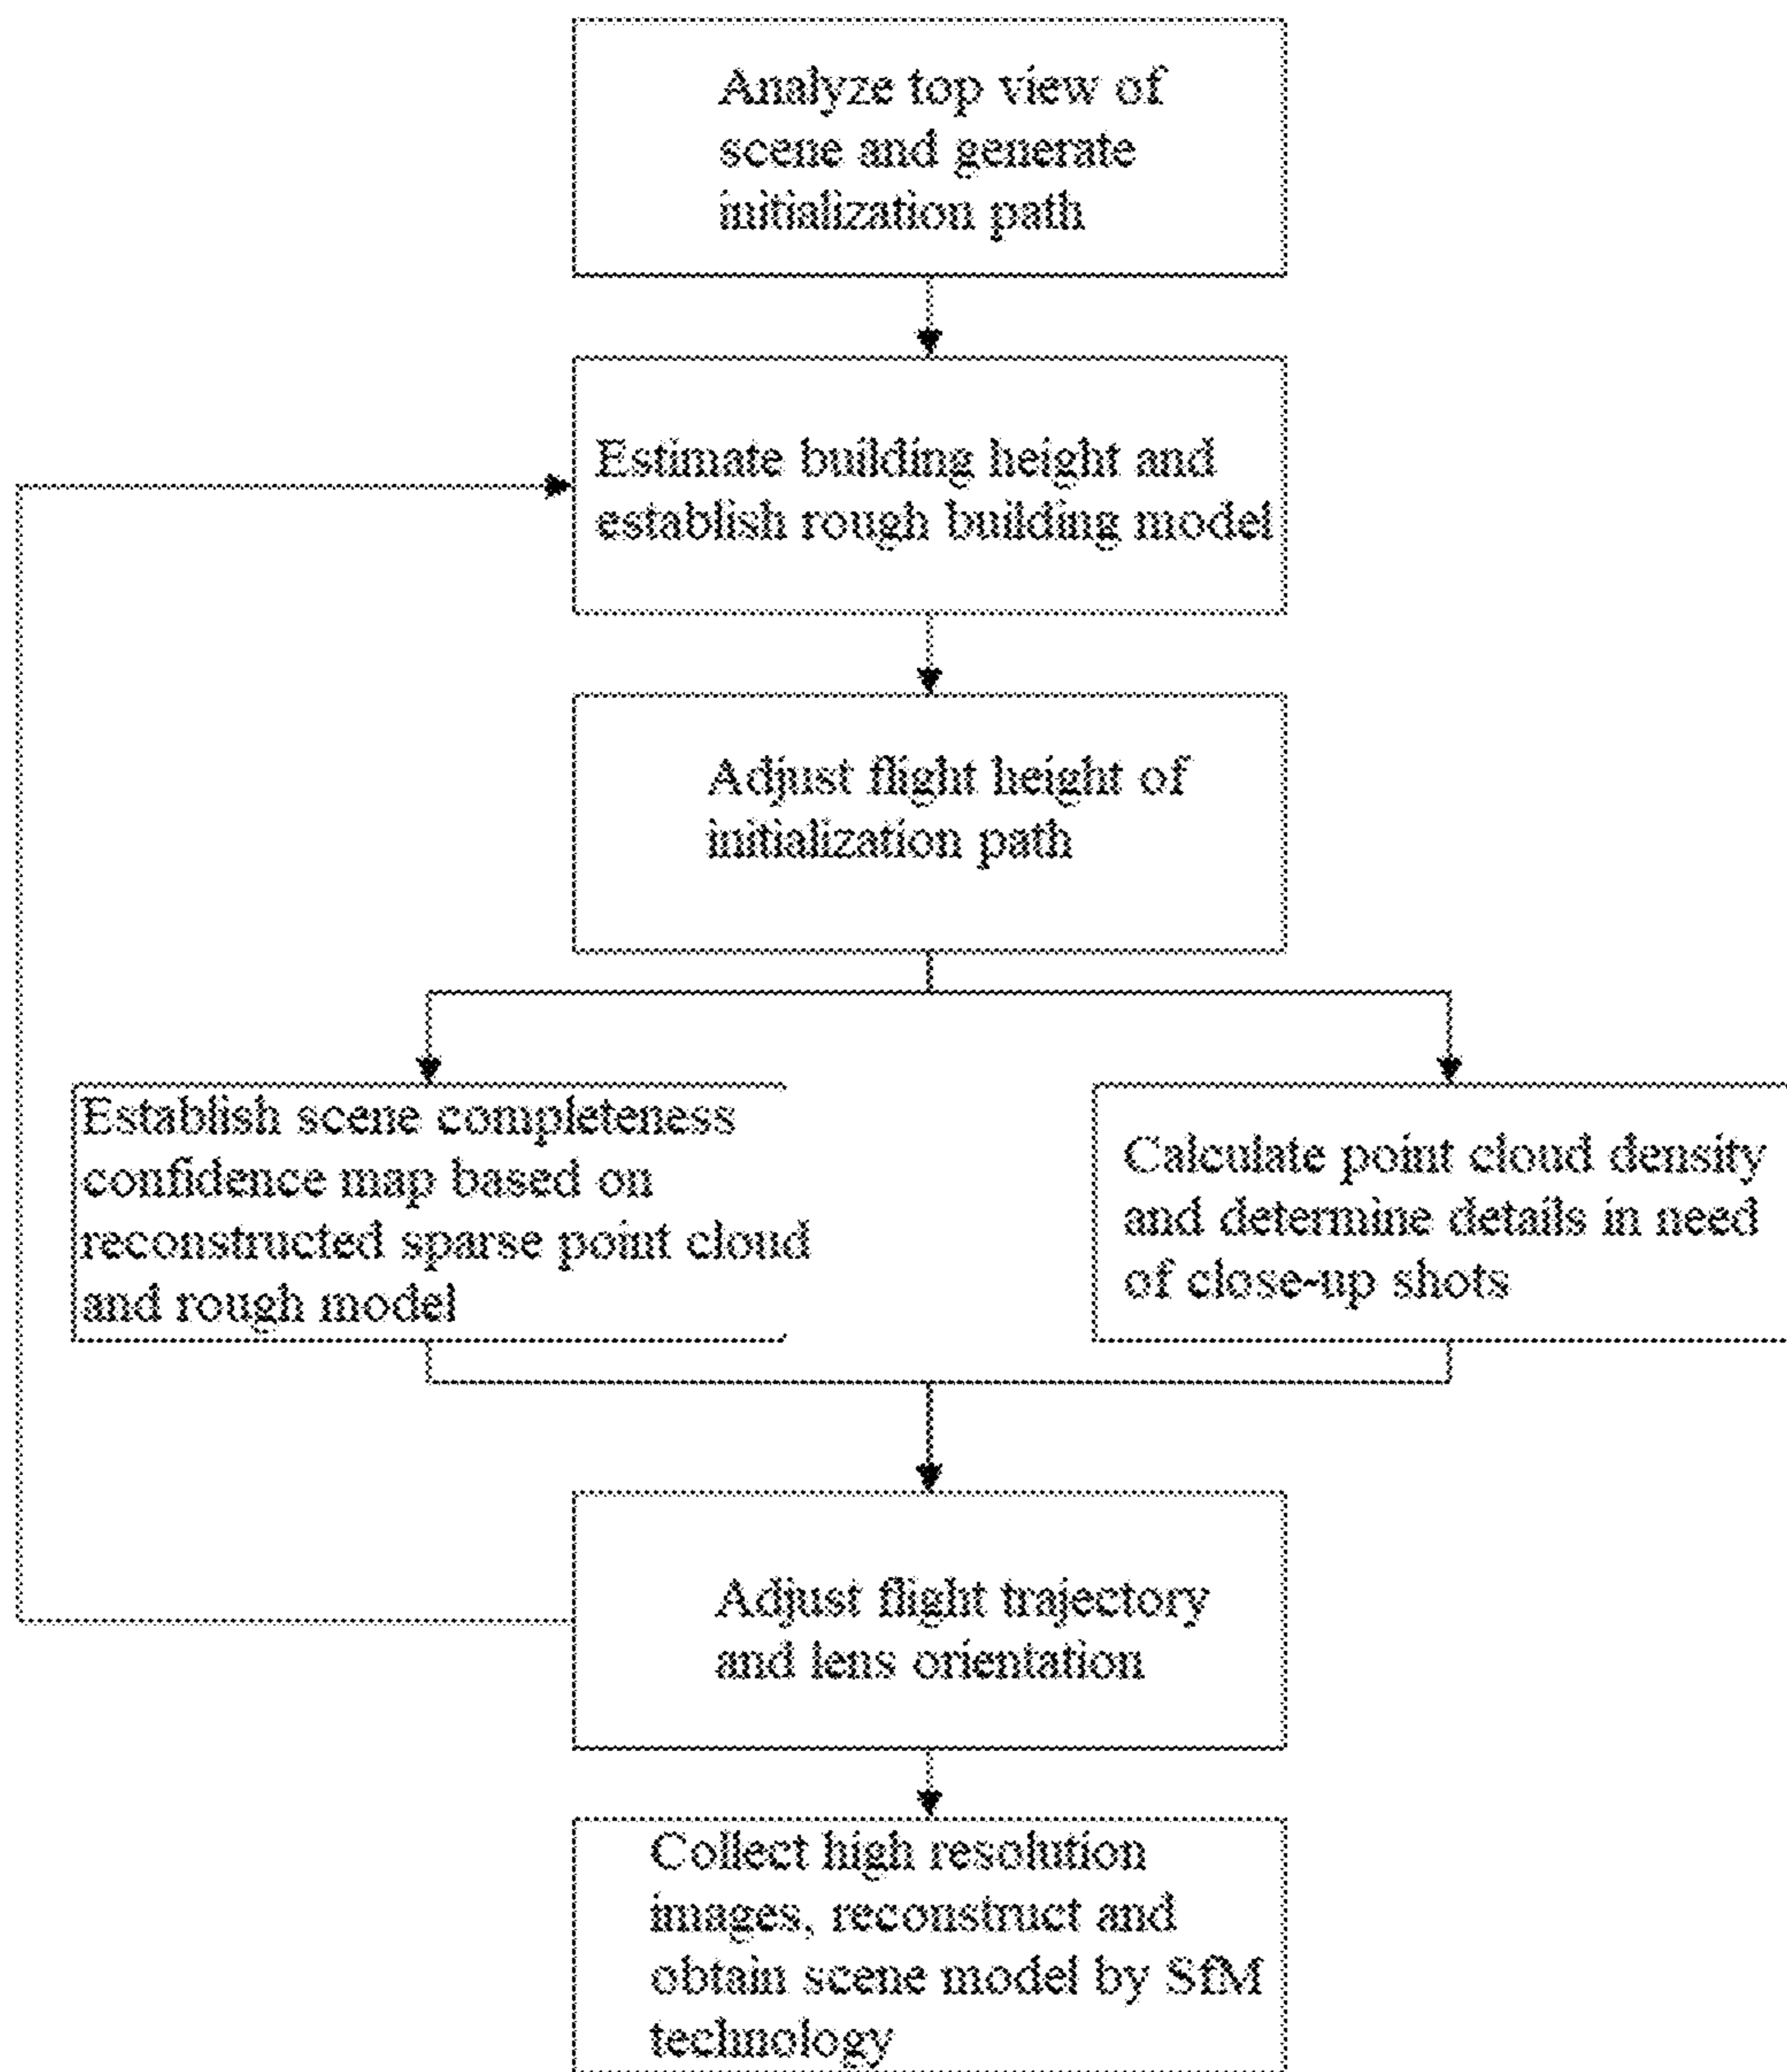 Analyze top view of
scene and generate
initialization path
Estimate building height and
establish rough building model
Adjust flight height of
initialization path
Establish scene completeness
confidence map based on
reconstructed sparse point cloud
and rough model
Calculate point cloud density
and determine details in need
of close-up shots
Adjust flight trajectory
and lens orientation
Collect high resolution
images, reconstruct and
obtain scene model by SfM
technology